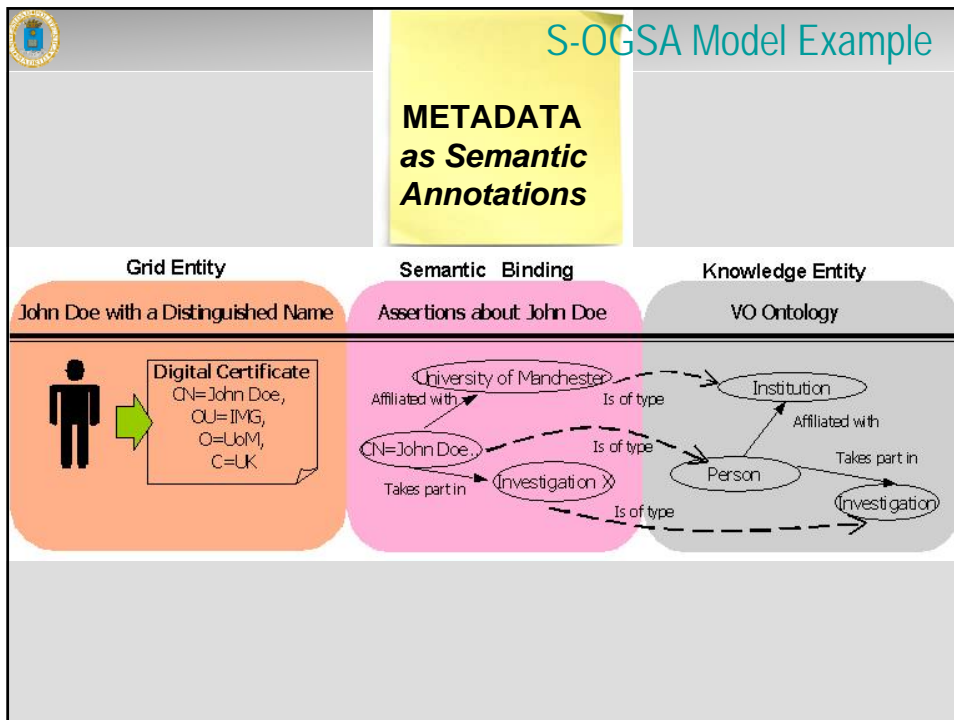 S-OGSA Model Example
METADATA
as Semantic
Annotations
Grid Entity
John Doe with a Distinguished Name
Digital Certificate
CN=John Doe,
OU=IMG,
O=UoM,
C=UK
Semantic Binding
Assertions about John Doe
University of Manchester
Affiliated with
CN=John Doe..
Takes part in
Investigation X
Is of type
Is of type
Is of type
Knowledge Entity
VO Ontology
Institution
Affiliated with
Person
Takes part in
Investigation